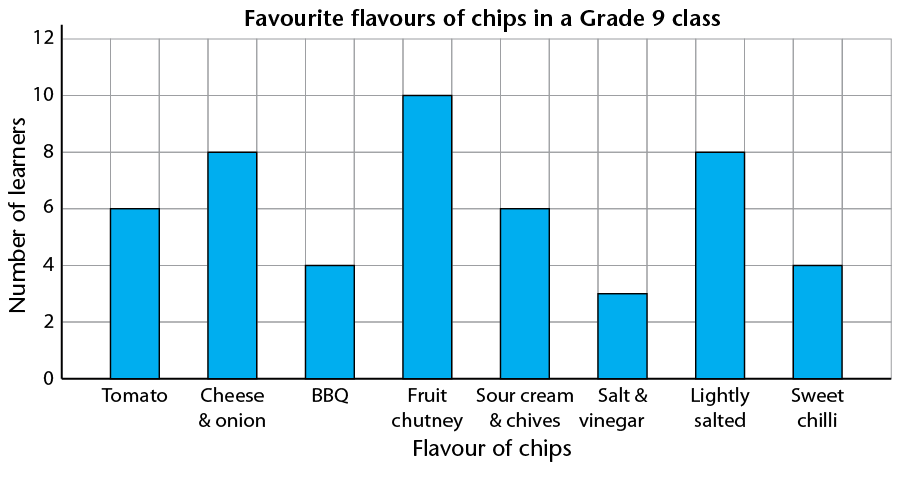 Favourite flavours of chips in a Grade 9 class
Number of learners
12
10
8
6
4
2
0
Tomato
Cheese
& onion
BBQ
Fruit
chutney
Sour cream
& chives
Salt &
vinegar
Lightly
salted
Sweet
chilli
Flavour of chips